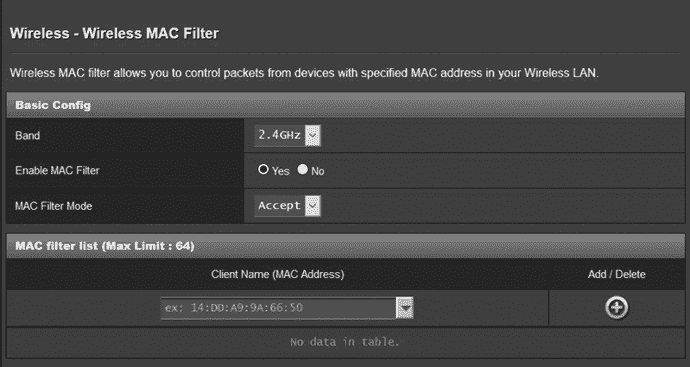 Wireless - Wireless MAC Filter
Wireless MAC filter allows you to control packets from devices with specified MAC address in your Wireless LAN.
Basic Config
Band 2.4GHz
Enable MAC Filter Yes No
MAC Filter Mode Accept
MAC filter list (Max Limit : 64)
Client Name (MAC Address) Add / Delete
ex: 14:DD:A9:9A:66:50
No data in table.